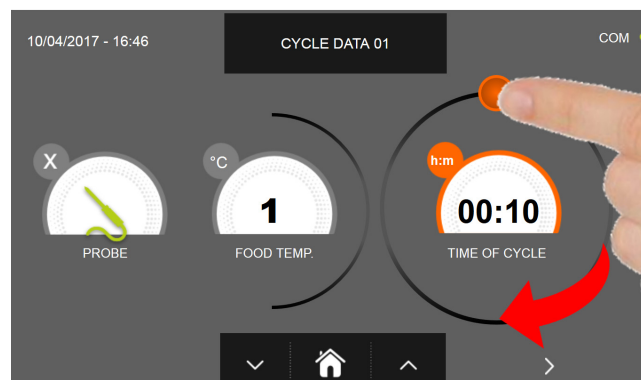 10/04/2017 - 16:46
CYCLE DATA 01
COM
X
°C
h:m
1
00:10
PROBE
FOOD TEMP.
TIME OF CYCLE